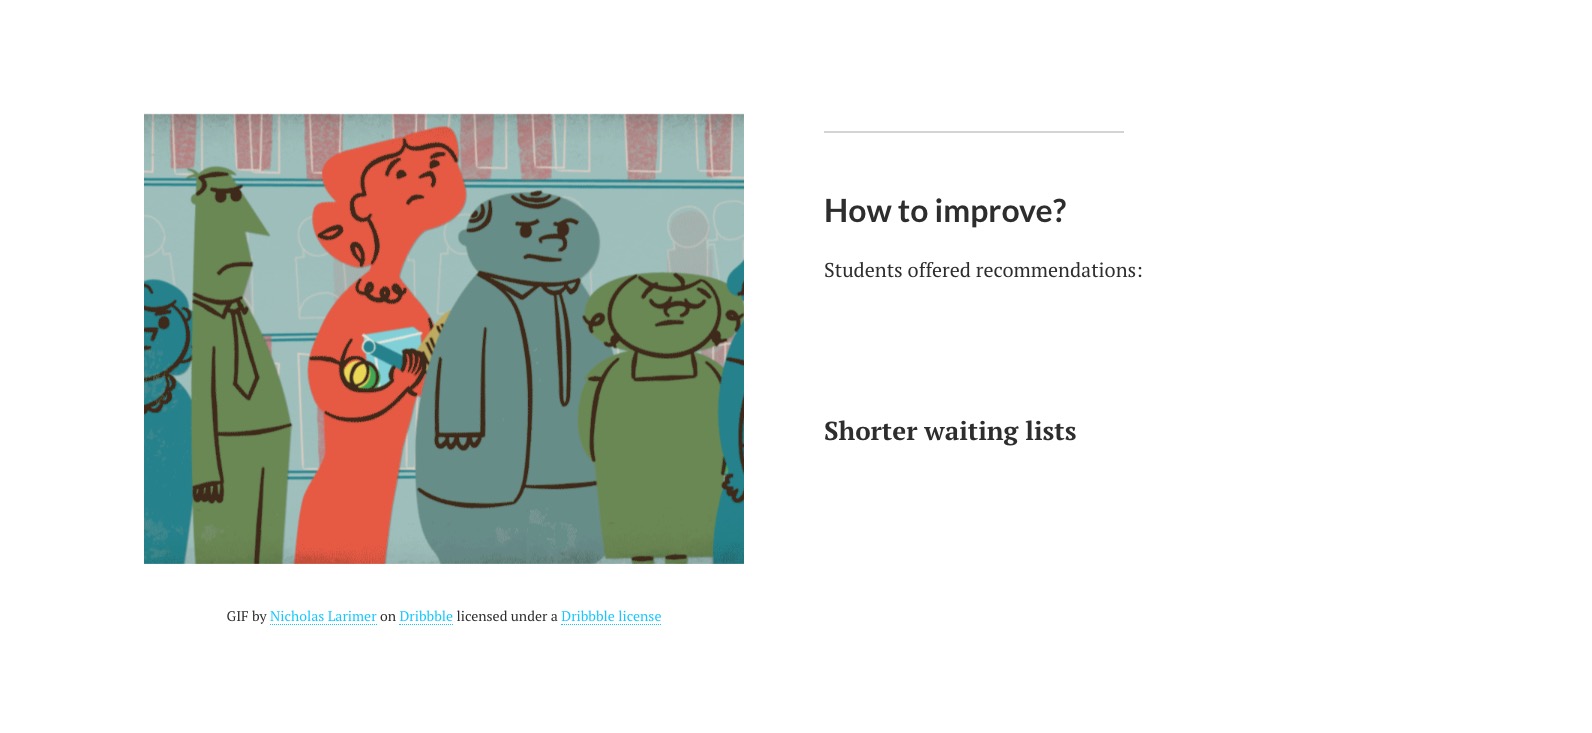 How to improve?
Students offered recommendations:
Shorter waiting lists
GIF by Nicholas Larimer on Dribbble licensed under a Dribbble license